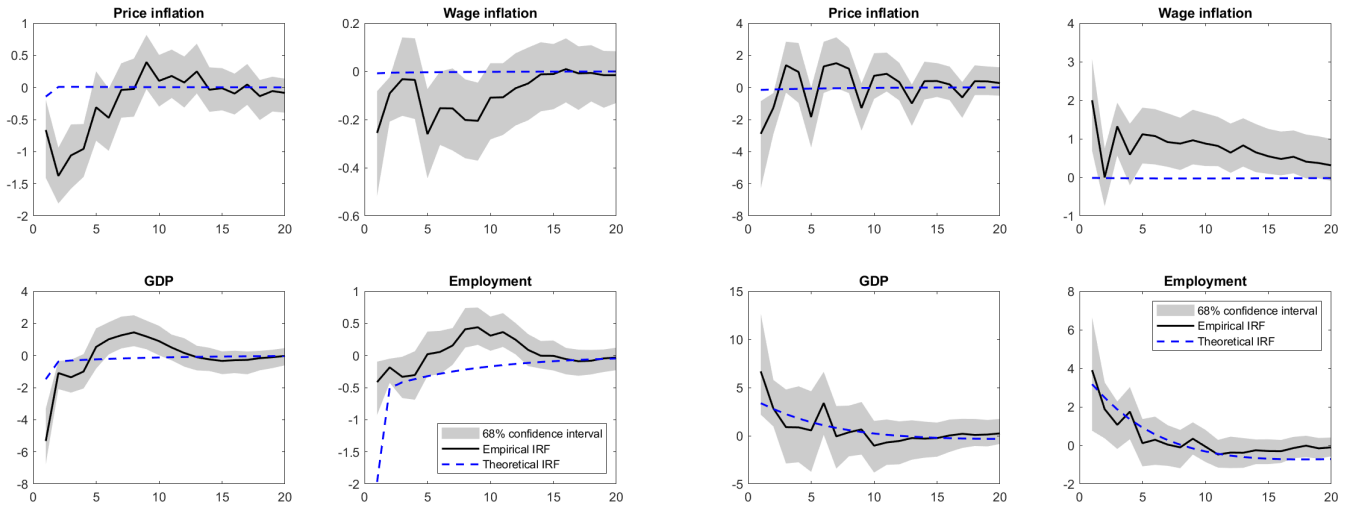 Price inflation
1
0.5
0
-0.5
-1
-1.5
-2
0 5 10 15 20
Wage inflation
0.2
0
-0.2
-0.4
-0.6
0 5 10 15 20
Price inflation
4
2
0
-2
-4
-6
-8
0 5 10 15 20
Wage inflation
4
3
2
1
0
-1
0 5 10 15 20
GDP
4
2
0
-2
-4
-6
-8
0 5 10 15 20
Employment
1
0.5
0
-0.5
-1
-1.5
-2
0 5 10 15 20
68% confidence interval
Empirical IRF
Theoretical IRF
GDP
15
10
5
0
-5
0 5 10 15 20
Employment
8
6
4
2
0
-2
0 5 10 15 20
68% confidence interval
Empirical IRF
Theoretical IRF